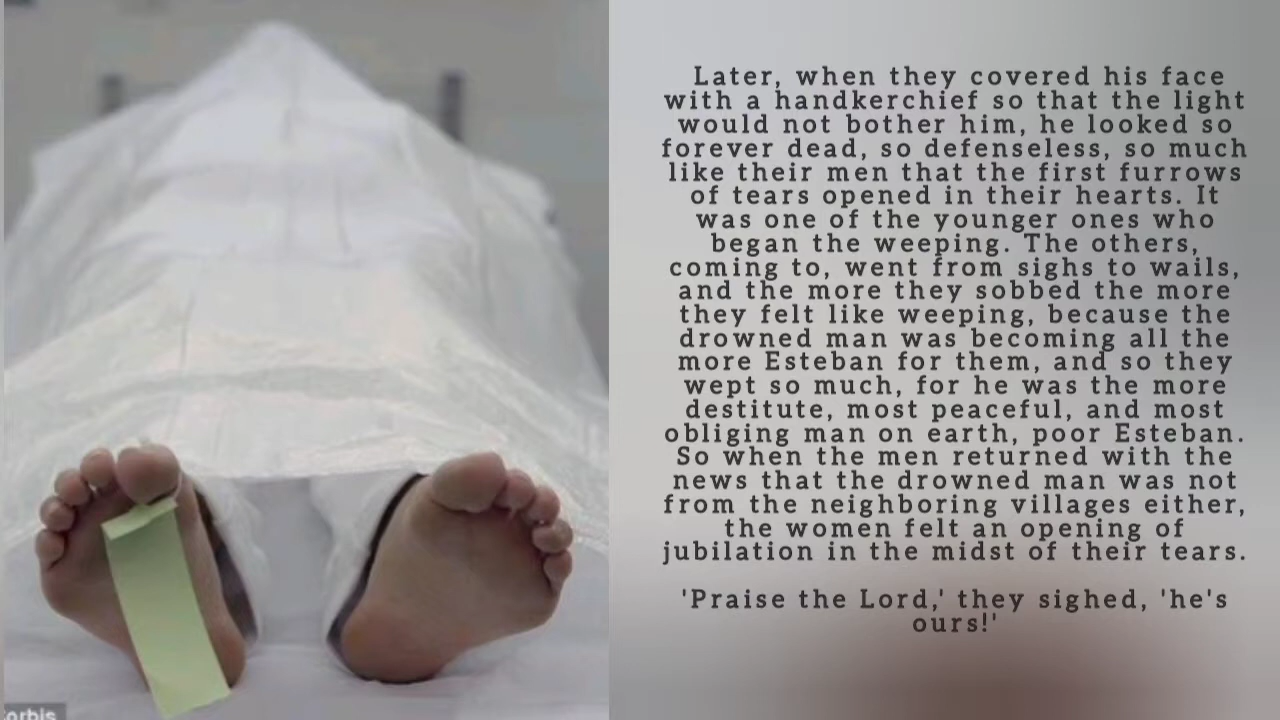 Later, when they covered his face
with a handkerchief so that the light
would not bother him, he looked so
forever dead, so defenseless, so much
like their men that the first furrows
of tears opened in their hearts. It
was one of the younger ones who
began the weeping. The others,
coming to, went from sighs to wails,
and the more they sobbed the more
they felt like weeping, because the
drowned man was becoming all the
more Esteban for them, and so they
wept so much, for he was the more
destitute, most peaceful, and most
obliging man on earth, poor Esteban.
So when the men returned with the
news that the drowned man was not
from the neighboring villages either,
the women felt an opening of
jubilation in the midst of their tears.
'Praise the Lord,' they sighed, 'he's
ours!'
orbis